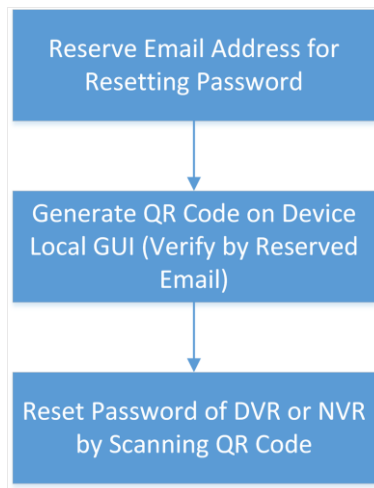 Reserve Email Address for
Resetting Password
Generate QR Code on Device
Local GUI (Verify by Reserved
Email)
Reset Password of DVR or NVR
by Scanning QR Code